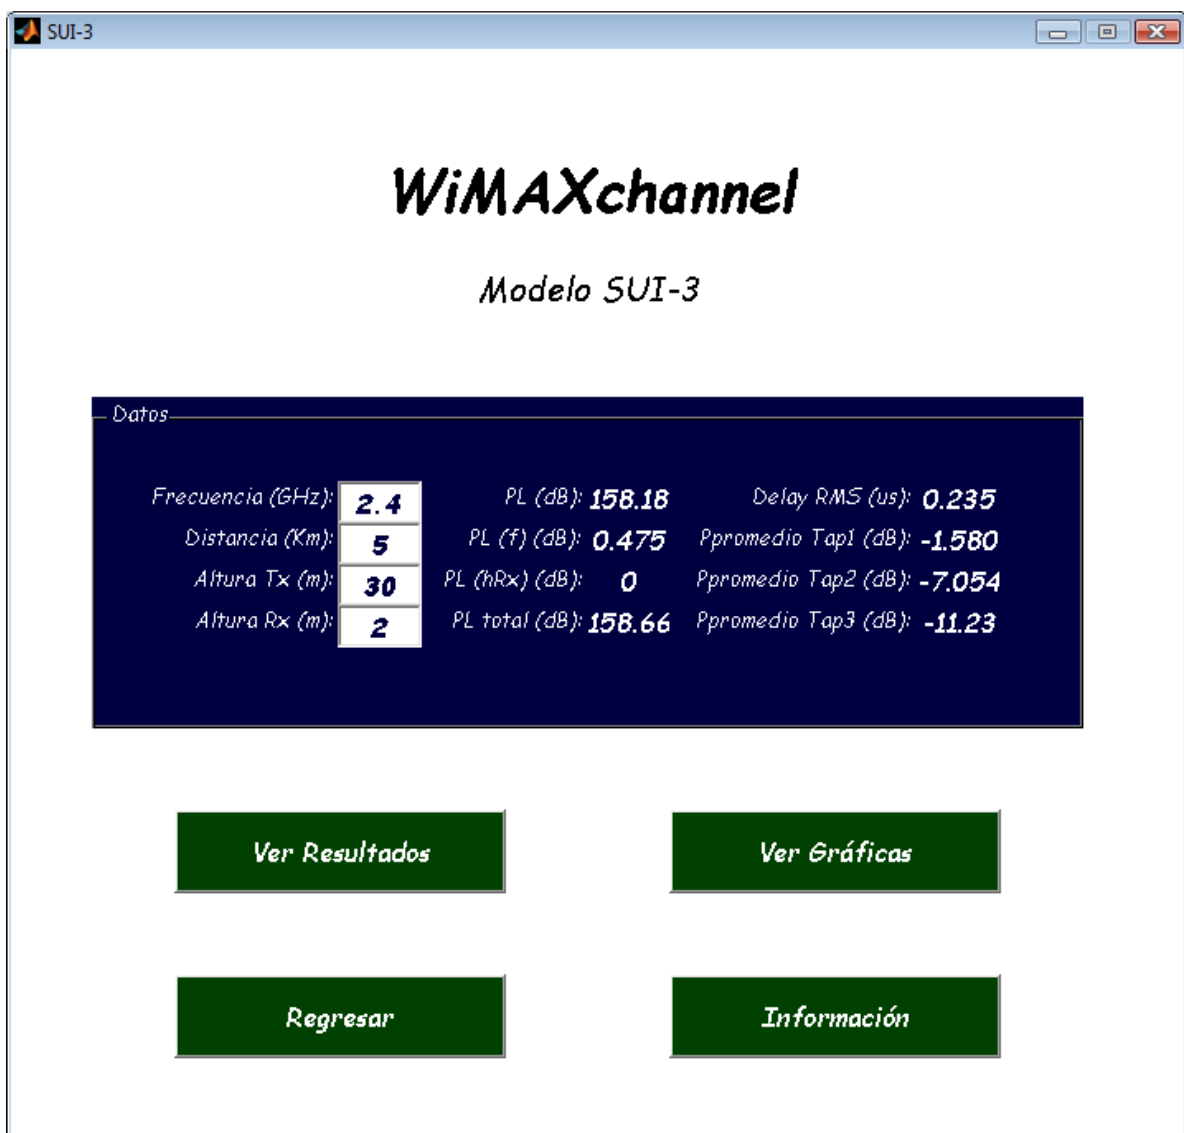 SUI-3
WiMAXchannel
Modelo SUI-3
Datos
Frecuencia (GHz): 2.4 PL (dB): 158.18 Delay RMS (us): 0.235
Distancia (Km): 5 PL (f) (dB): 0.475 Ppromedio Tap1 (dB): -1.580
Altura Tx (m): 30 PL (hRx) (dB): 0 Ppromedio Tap2 (dB): -7.054
Altura Rx (m): 2 PL total (dB): 158.66 Ppromedio Tap3 (dB): -11.23
Ver Resultados Ver Gráficas
Regresar Información